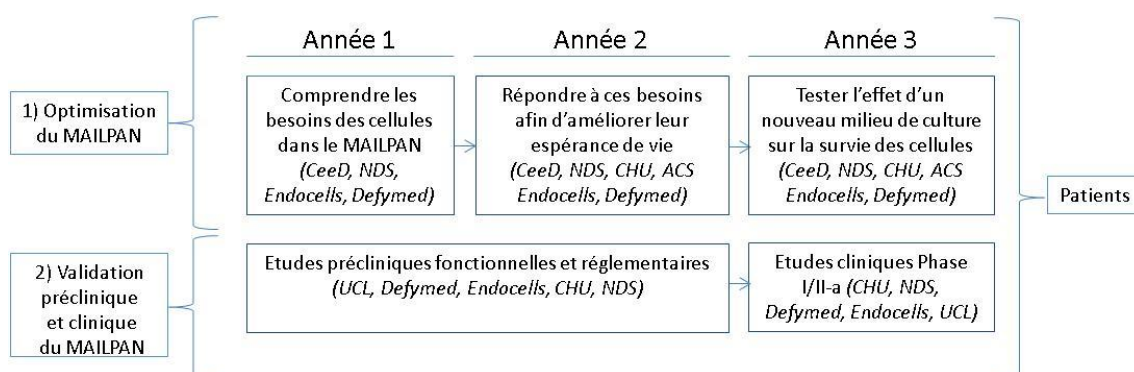 Année 1
Année 2
Année 3
1) Optimisation
du MAILPAN
Comprendre les
besoins des cellules
dans le MAILPAN
(CeeD, NDS,
Endocells, Defymed)
Répondre à ces besoins
afin d'améliorer leur
espérance de vie
(CeeD, NDS, CHU, ACS
Endocells, Defymed)
Tester l'effet d'un
nouveau milieu de culture
sur la survie des cellules
(CeeD, NDS, CHU, ACS
Endocells, Defymed)
Patients
2) Validation
préclinique
et clinique
du MAILPAN
Etudes précliniques fonctionnelles et réglementaires
(UCL, Defymed, Endocells, CHU, NDS)
Etudes cliniques Phase
I/II-a (CHU, NDS,
Defymed, Endocells, UCL)